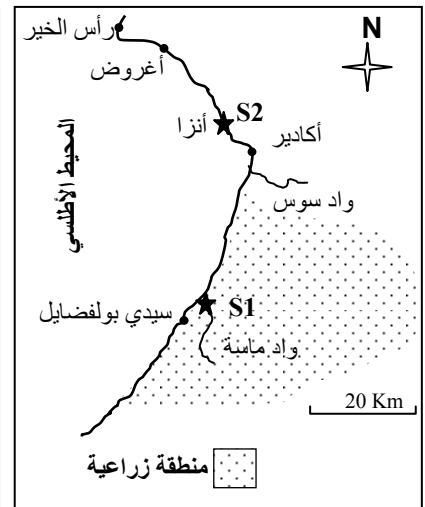 رأس الخير
N
أغروض
S2
أنزا
أكادير
المحيط الأطلسي
واد سوس
S1
سيدي بولفضايل
واد ماسة
20 Km
منطقة زراعية